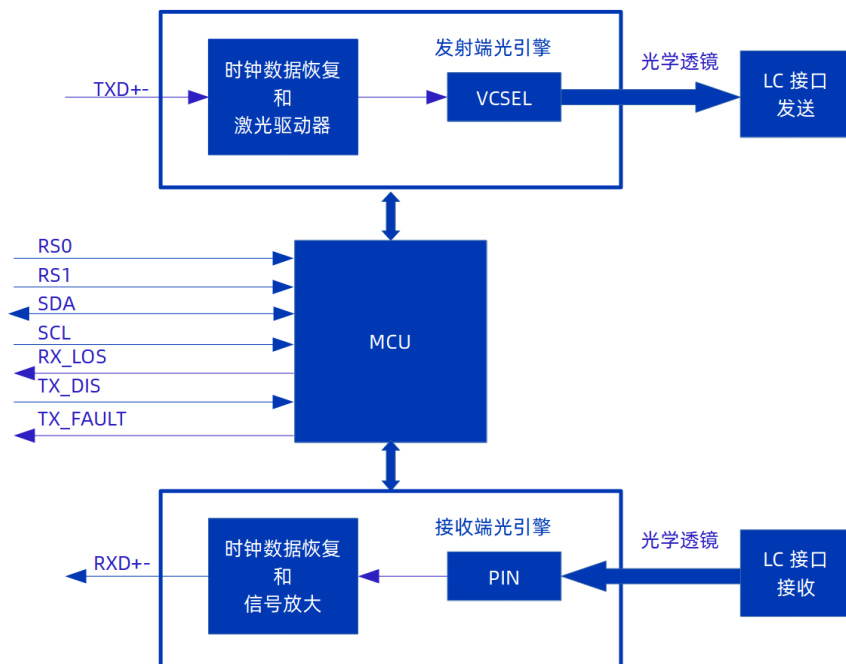 发射端光引擎
光学透镜
TXD+-
时钟数据恢复
和
激光驱动器
VCSEL
LC 接口
发送
RS0
RS1
SDA
SCL
RX_LOS
TX_DIS
TX_FAULT
MCU
接收端光引擎
光学透镜
RXD+-
时钟数据恢复
和
信号放大
PIN
LC 接口
接收